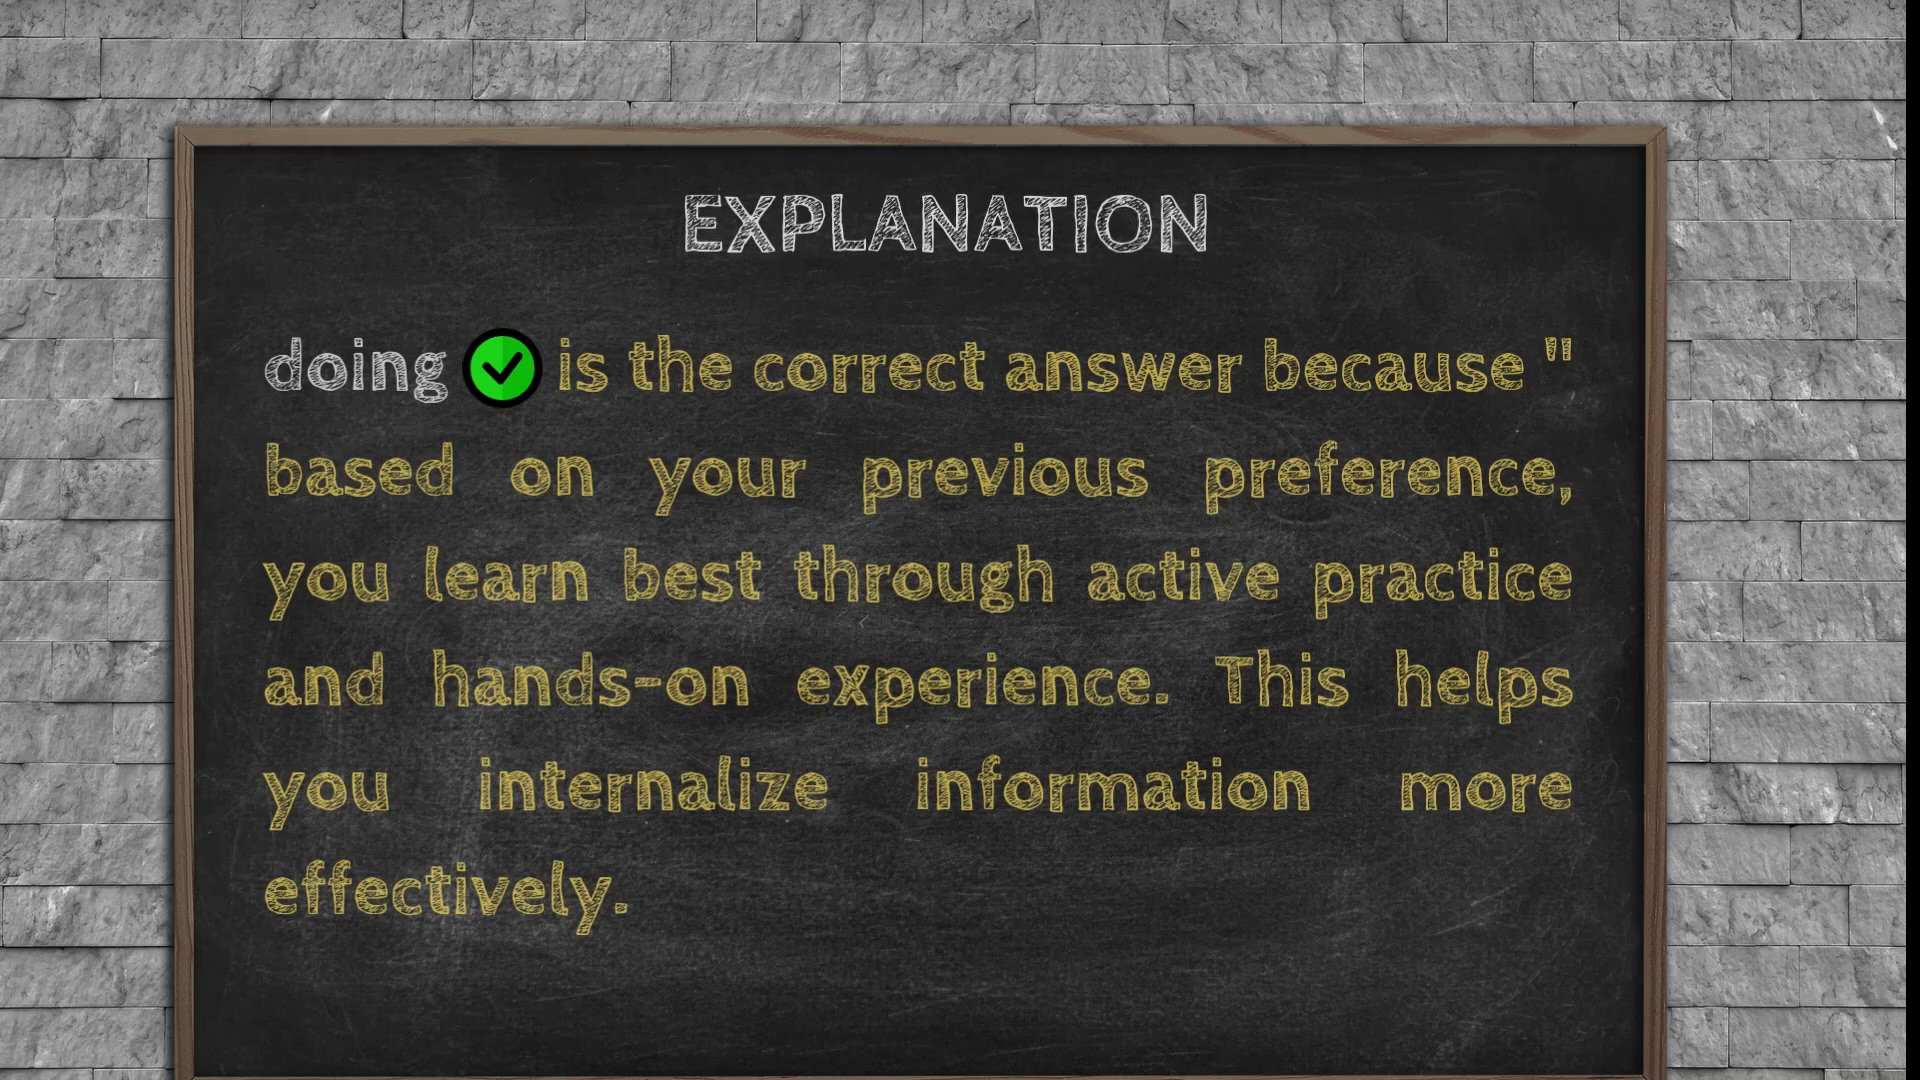 EXPLANATION
doing is the correct answer because "
based on your previous preference,
you learn best through active practice
and hands-on experience. This helps
you internalize information more
effectively.